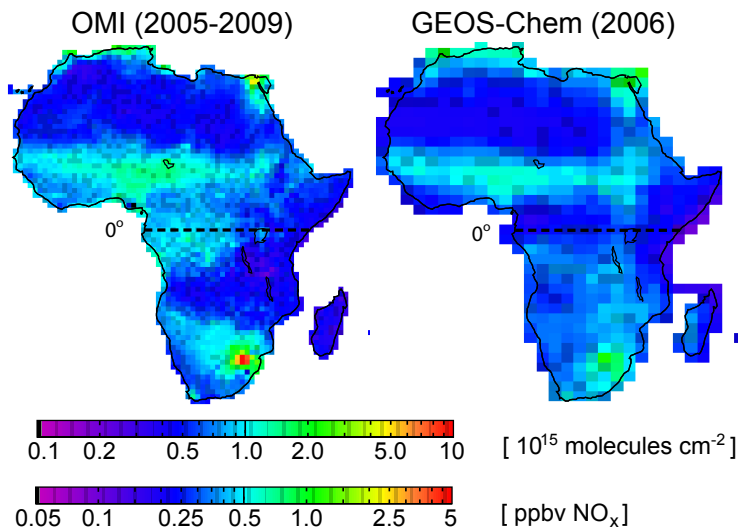 OMI (2005-2009)
GEOS-Chem (2006)
0°
0°
0.1 0.2 0.5 1.0 2.0 5.0 10
[ 10¹⁵ molecules cm⁻² ]
0.05 0.1 0.25 0.5 1.0 2.5 5
[ ppbv NOₓ ]